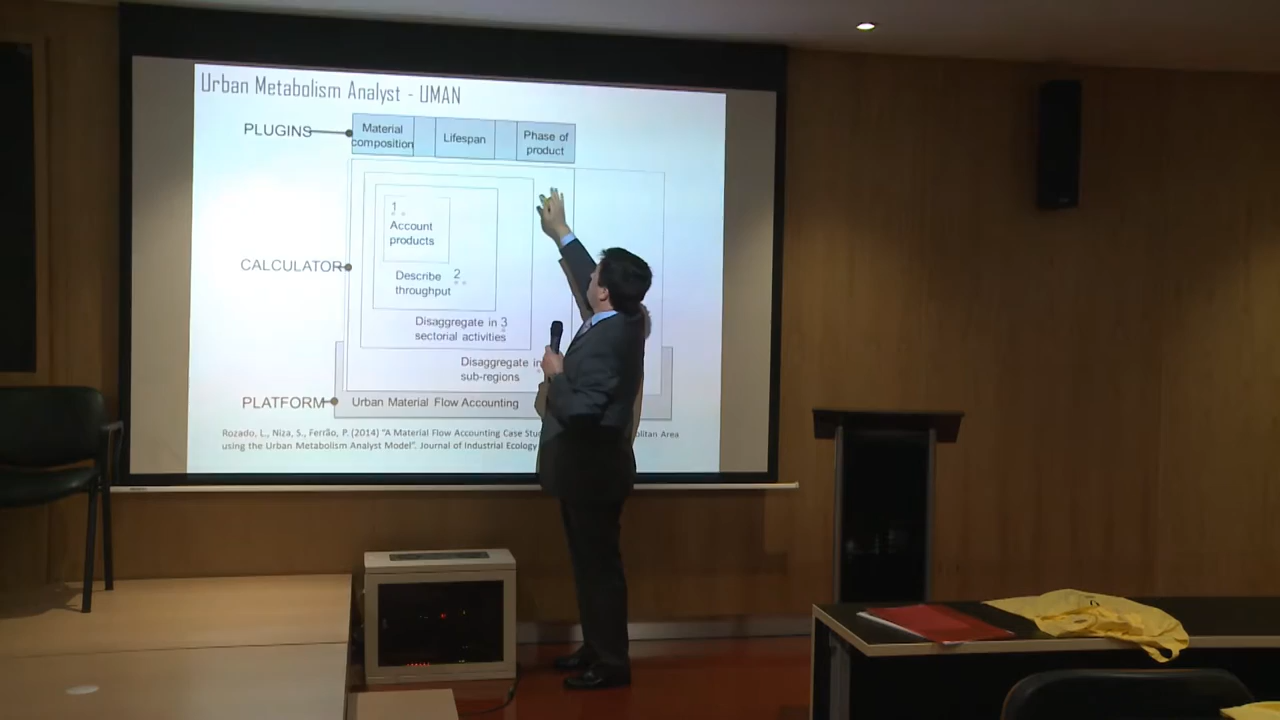 Urban Metabolism Analyst - UMAN
PLUGINS
Material
composition
Lifespan
Phase of
product
1
Account
products
CALCULATOR
Describe
throughput
2
Disaggregate in
sectorial activities
3
Disaggregate in
sub-regions
PLATFORM
Urban Material Flow Accounting
Rozado, L., Niza, S., Ferrão, P. (2014) "A Material Flow Accounting Case
using the Urban Metabolism Analyst Model". Journal of Industrial Ecology
Area